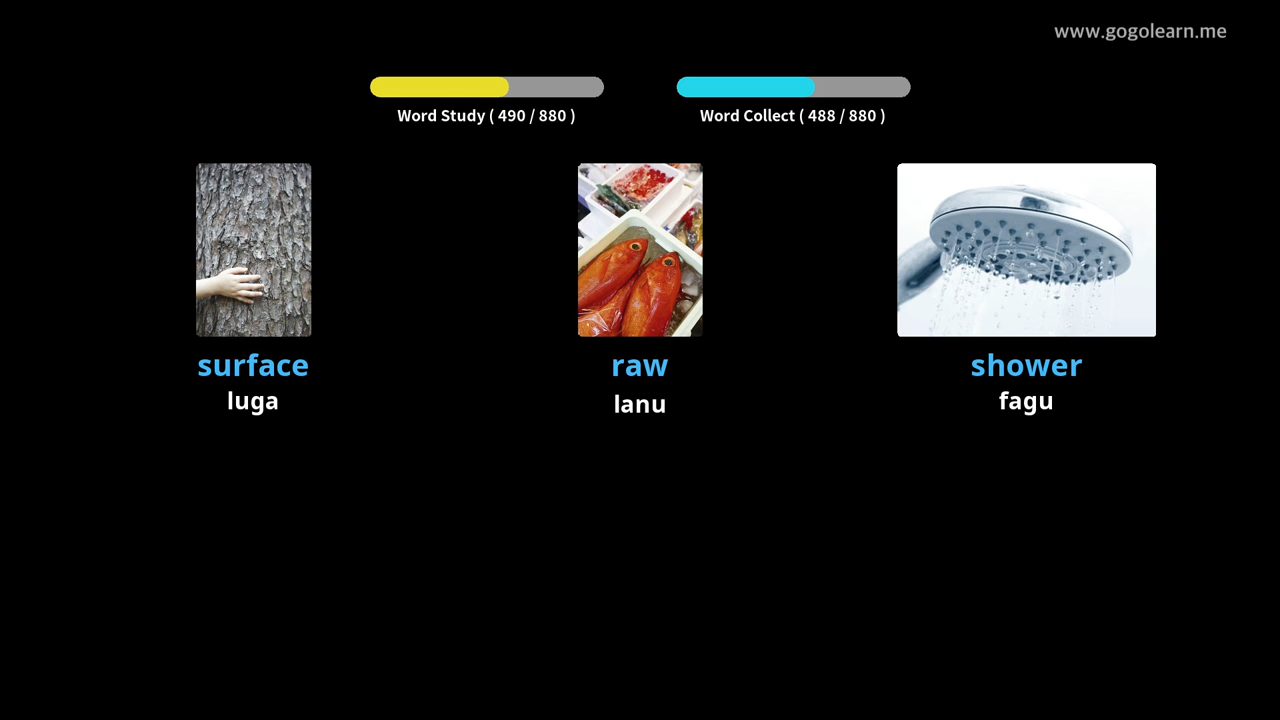 www.gogolearn.me
Word Study ( 490 / 880 )
Word Collect ( 488 / 880 )
surface
luga
raw
lanu
shower
fagu